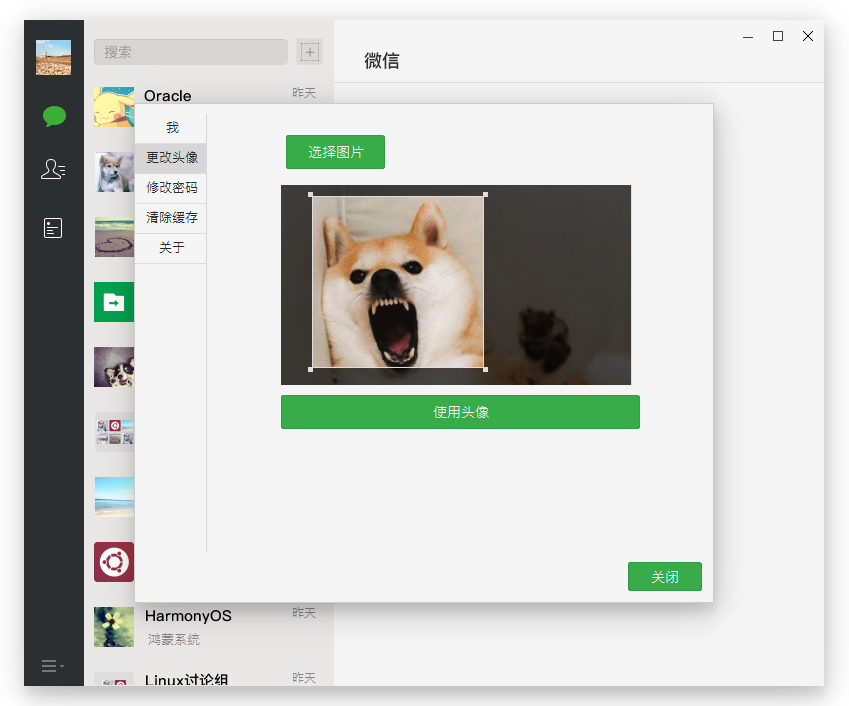 搜索
微信
Oracle
昨天
我
更改头像
修改密码
清除缓存
关于
选择图片
使用头像
关闭
HarmonyOS
昨天
鸿蒙系统
Linux讨论组
昨天